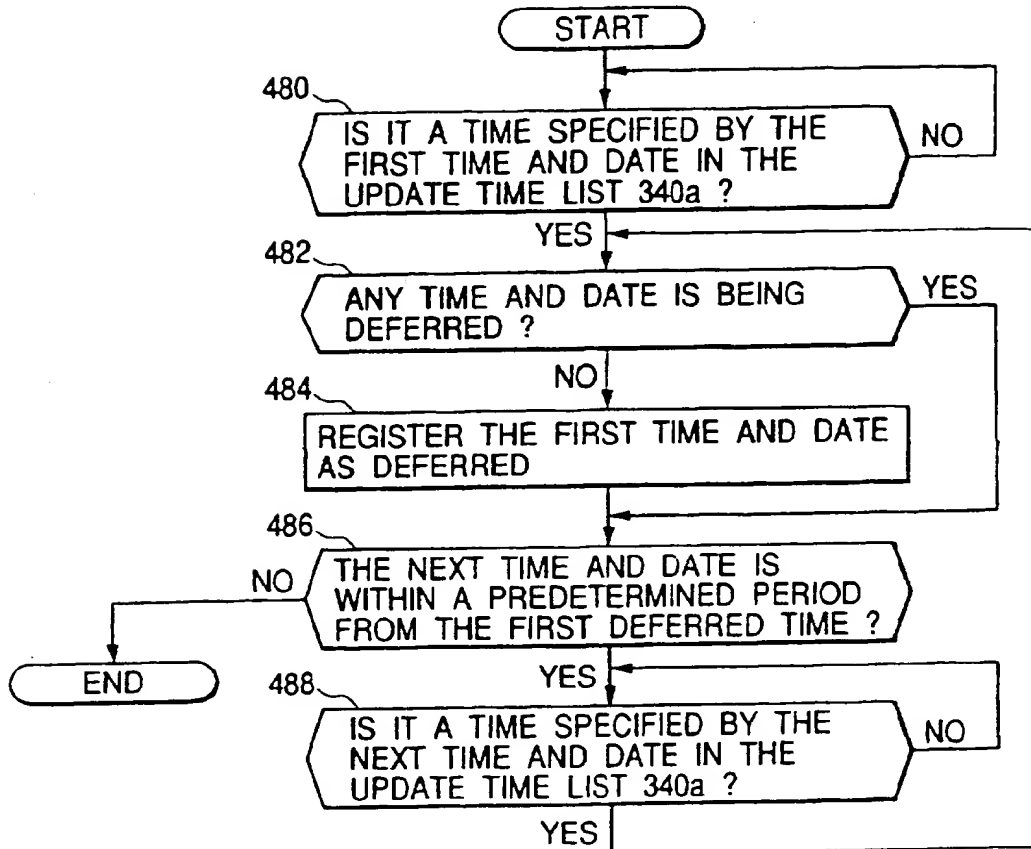 START
480
IS IT A TIME SPECIFIED BY THE
FIRST TIME AND DATE IN THE
UPDATE TIME LIST 340a ?
NO
YES
482
ANY TIME AND DATE IS BEING
DEFERRED ?
YES
NO
484
REGISTER THE FIRST TIME AND DATE
AS DEFERRED
486
THE NEXT TIME AND DATE IS
WITHIN A PREDETERMINED PERIOD
FROM THE FIRST DEFERRED TIME ?
NO
END
YES
488
IS IT A TIME SPECIFIED BY THE
NEXT TIME AND DATE IN THE
UPDATE TIME LIST 340a ?
NO
YES